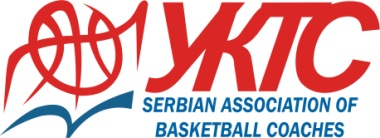 УКТС
SERBIAN ASSOCIATION OF
BASKETBALL COACHES